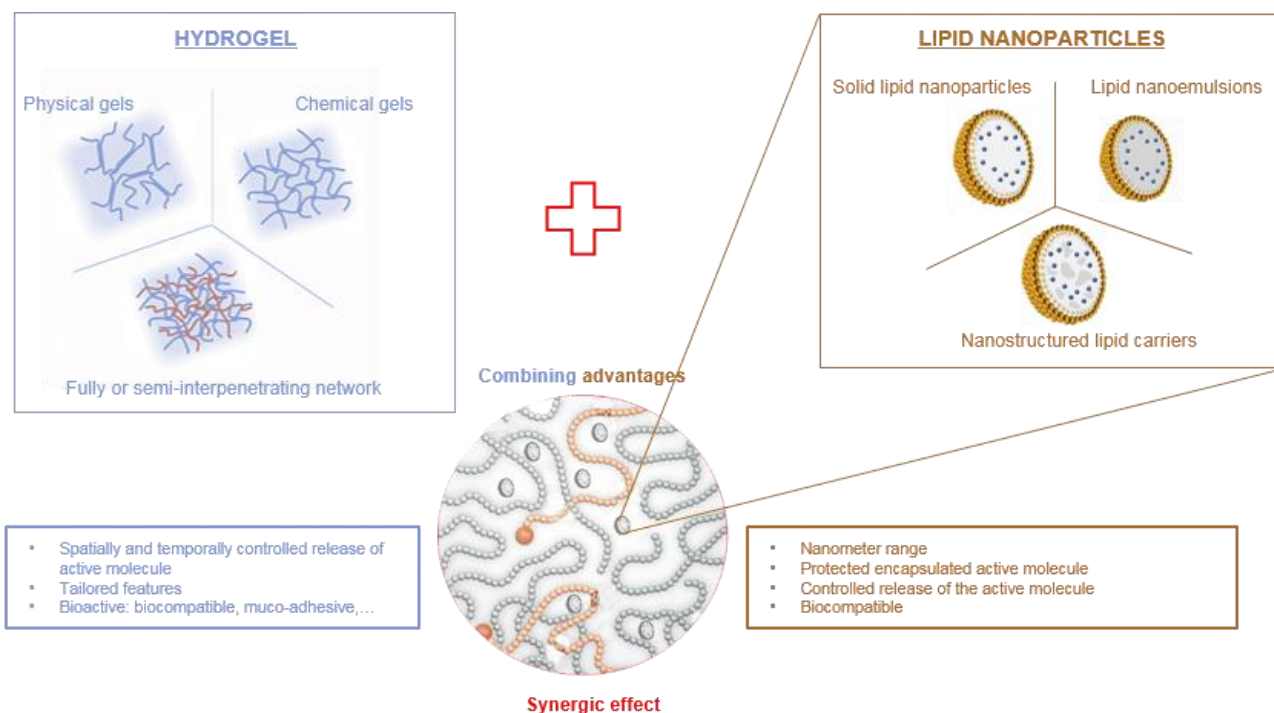 HYDROGEL
Physical gels
Chemical gels
Fully or semi-interpenetrating network
LIPID NANOPARTICLES
Solid lipid nanoparticles
Lipid nanoemulsions
Nanostructured lipid carriers
Combining advantages
• Spatially and temporally controlled release of
active molecule
• Tailored features
• Bioactive: biocompatible, muco-adhesive,…
• Nanometer range
• Protected encapsulated active molecule
• Controlled release of the active molecule
• Biocompatible
Synergic effect